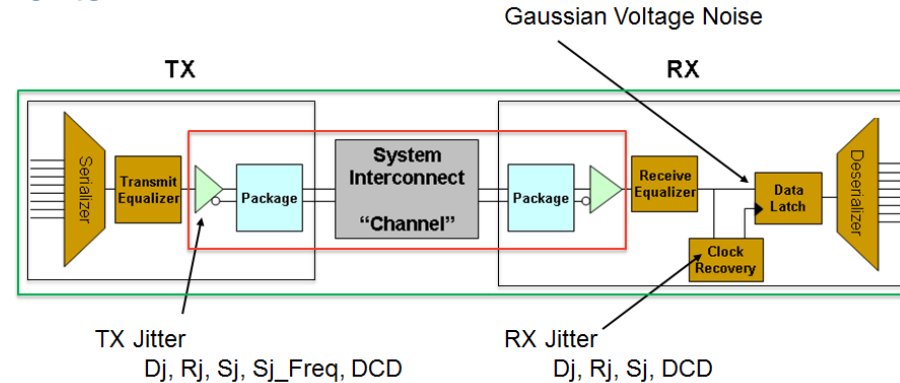 Gaussian Voltage Noise
TX
RX
Serializer
Transmit
Equalizer
Package
System
Interconnect
“Channel”
Package
Receive
Equalizer
Data
Latch
Clock
Recovery
Deserializer
TX Jitter
Dj, Rj, Sj, Sj_Freq, DCD
RX Jitter
Dj, Rj, Sj, DCD